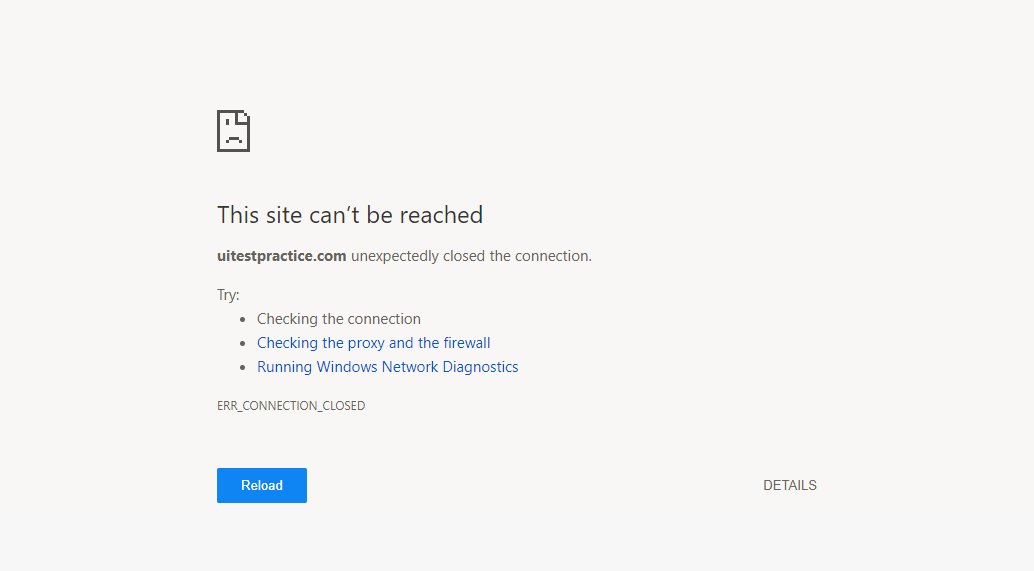 This site can’t be reached
uitestpractice.com unexpectedly closed the connection.
Try:
• Checking the connection
• Checking the proxy and the firewall
• Running Windows Network Diagnostics
ERR_CONNECTION_CLOSED
Reload DETAILS